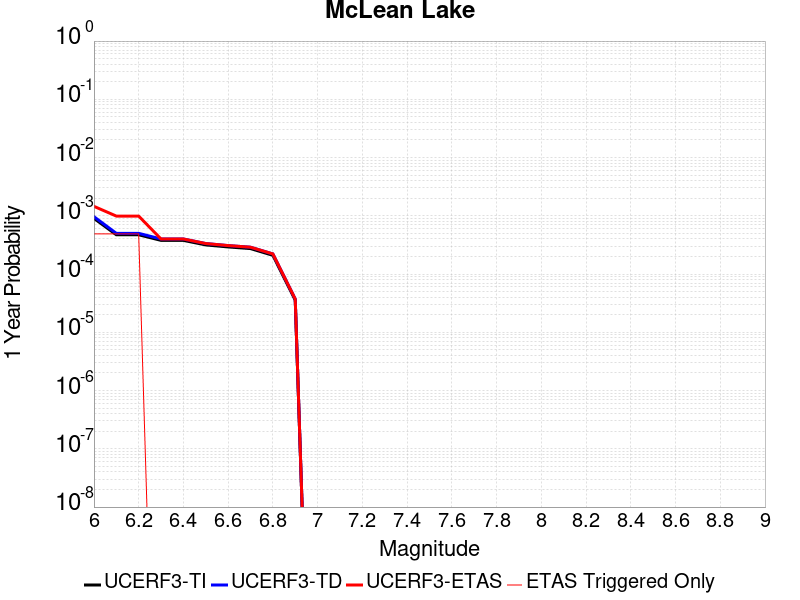 McLean Lake
10^0
10^-1
10^-2
10^-3
10^-4
10^-5
10^-6
10^-7
10^-8
1 Year Probability
6 6.2 6.4 6.6 6.8 7 7.2 7.4 7.6 7.8 8 8.2 8.4 8.6 8.8 9
Magnitude
UCERF3-TI UCERF3-TD UCERF3-ETAS ETAS Triggered Only